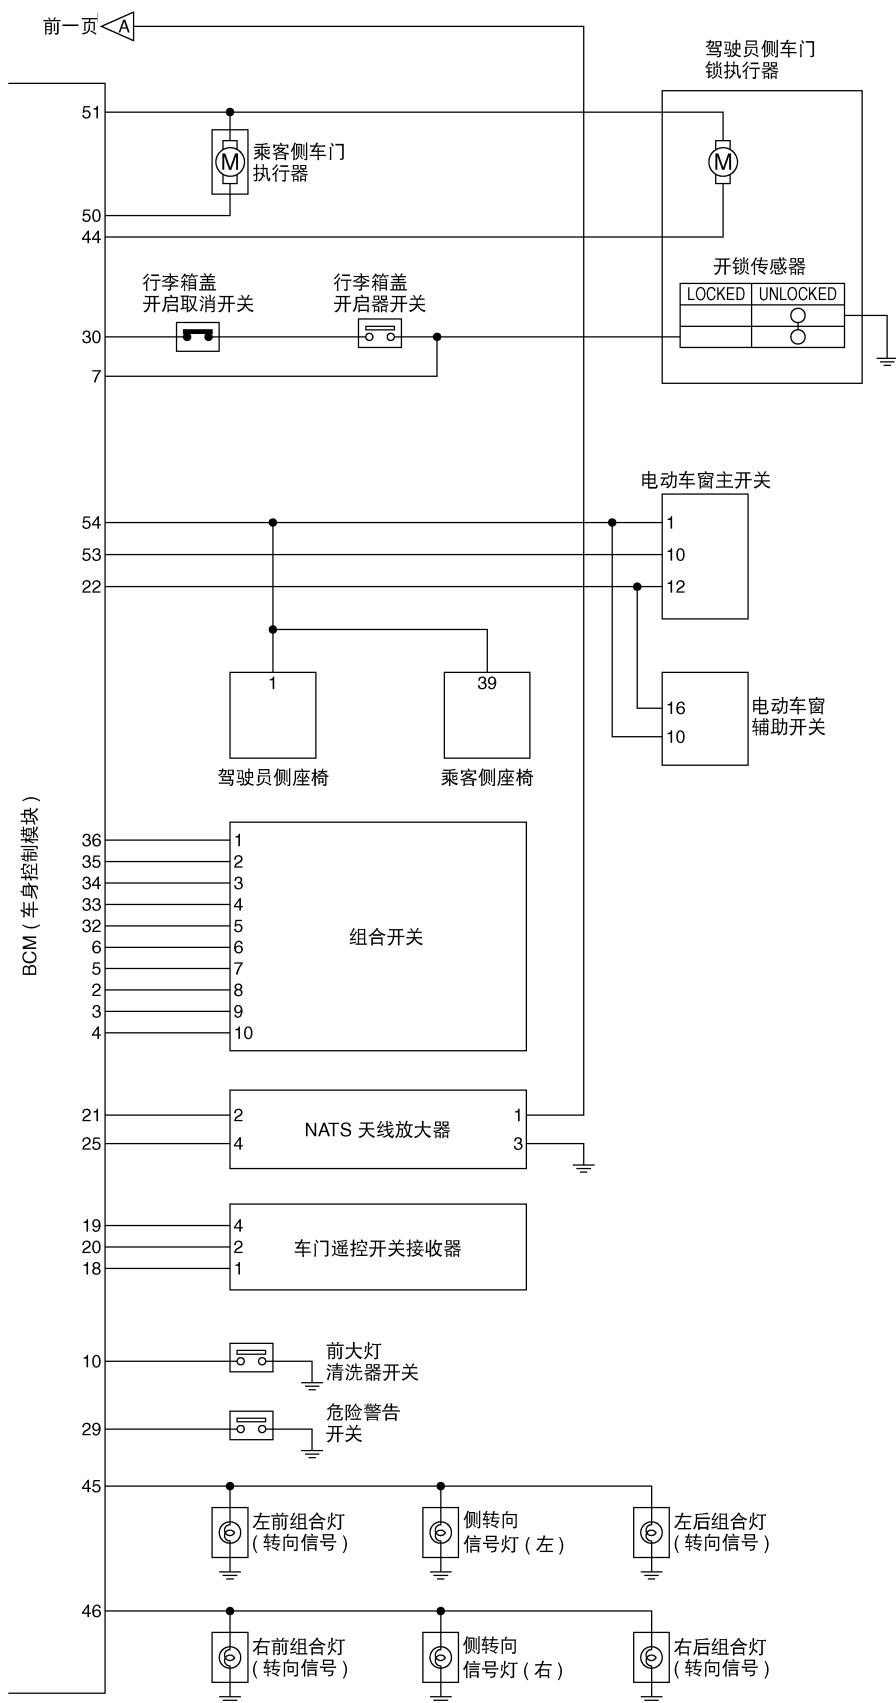 前一页 A
驾驶员侧车门
锁执行器
51
M
乘客侧车门
执行器
M
50
44
开锁传感器
LOCKED UNLOCKED
行李箱盖
开启取消开关
行李箱盖
开启器开关
30
7
电动车窗主开关
54 1
53 10
22 12
1
39
16
10
电动车窗
辅助开关
驾驶员侧座椅
乘客侧座椅
BCM ( 车身控制模块 )
36 1
35 2
34 3
33 4
32 5
6 6
5 7
2 8
3 9
4 10
组合开关
21 2 1
25 4 3
NATS 天线放大器
19 4
20 2
18 1
车门遥控开关接收器
10
前大灯
清洗器开关
29
危险警告
开关
45
左前组合灯
( 转向信号 )
侧转向
信号灯 ( 左 )
左后组合灯
( 转向信号 )
46
右前组合灯
( 转向信号 )
侧转向
信号灯 ( 右 )
右后组合灯
( 转向信号 )